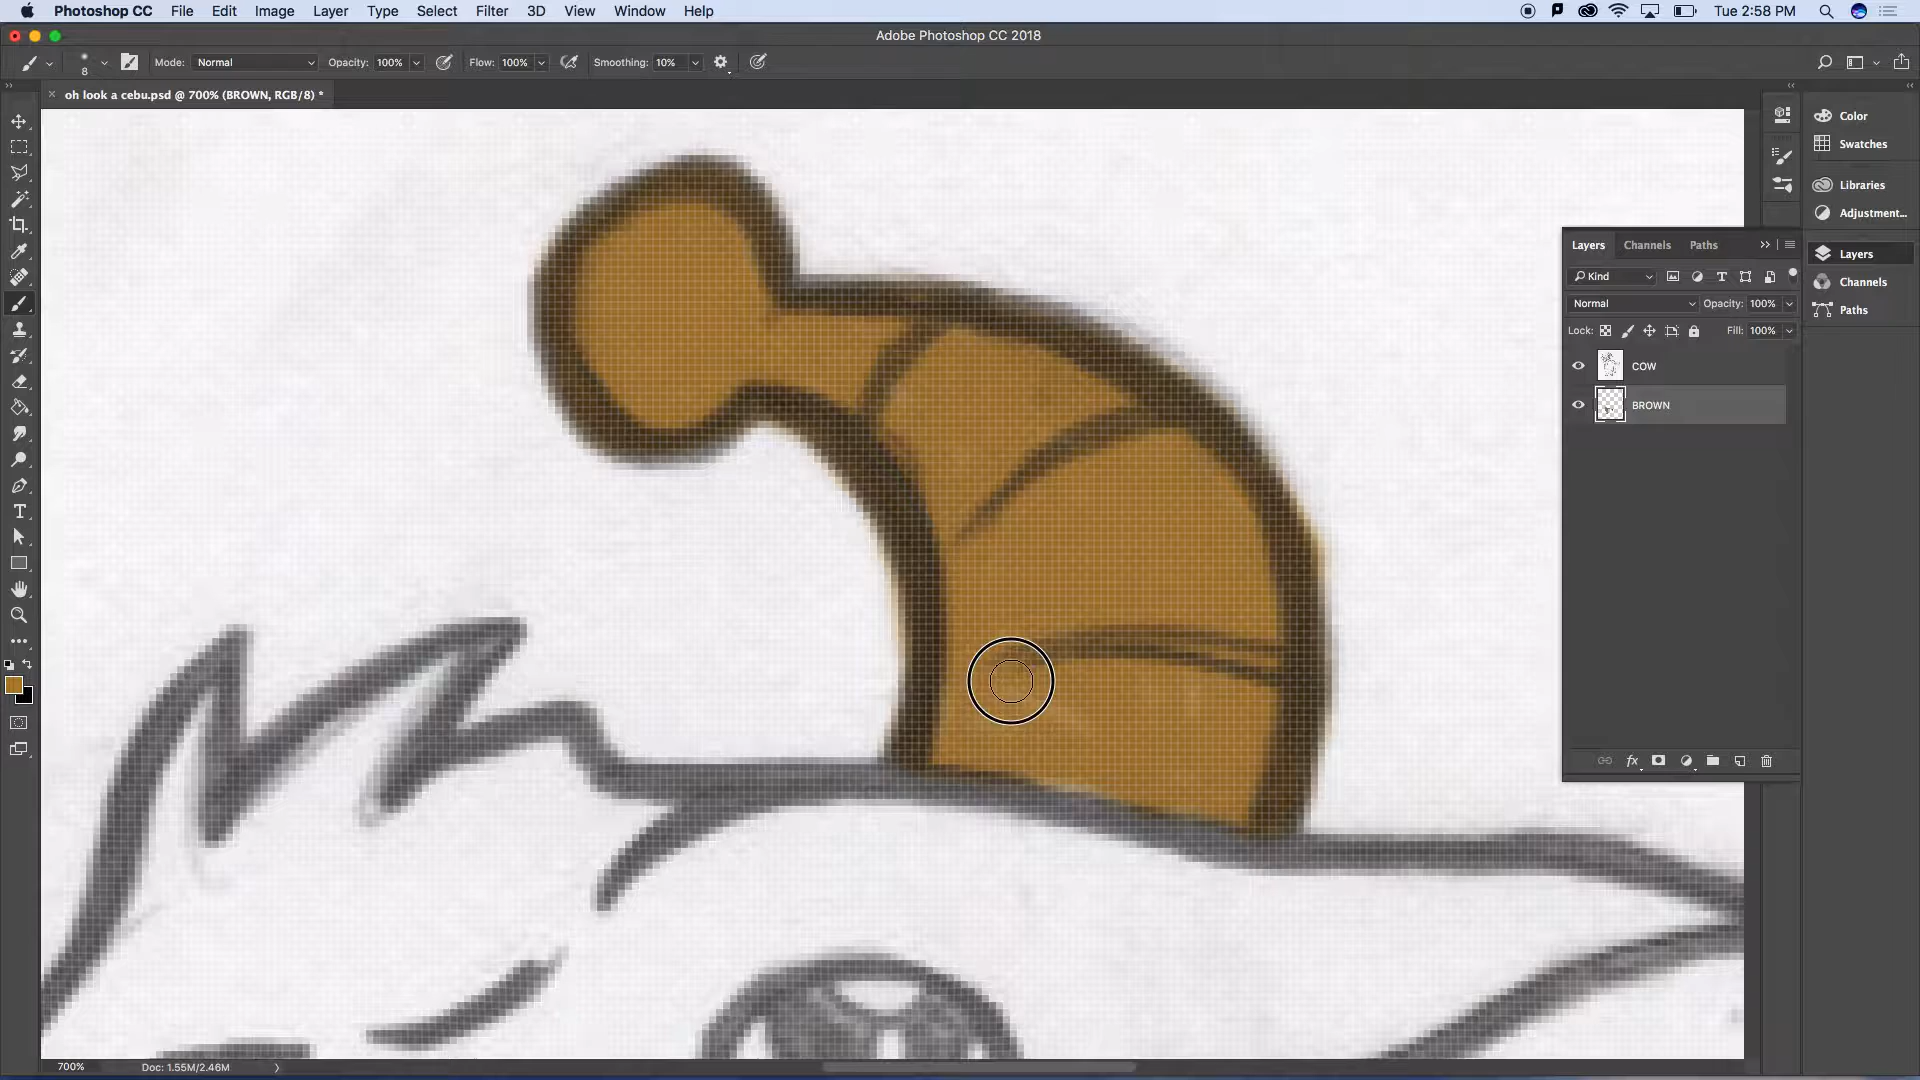 Photoshop CC File Edit Image Layer Type Select Filter 3D View Window Help Tue 2:58 PM
Adobe Photoshop CC 2018
8 Mode: Normal Opacity: 100% Flow: 100% Smoothing: 10%
oh look a cebu.psd @ 700% (BROWN, RGB/8) *
Color
Swatches
Libraries
Adjustment...
Layers
Channels
Paths
Layers Channels Paths
Kind
Normal Opacity: 100%
Lock: Fill: 100%
COW
BROWN
fx
700% Doc: 1.55M/2.46M